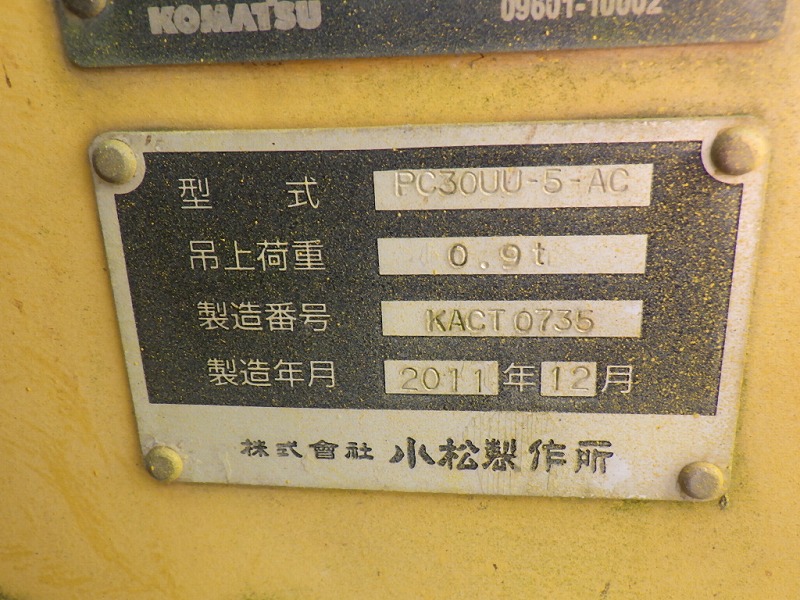 KOMATSU 09601-10002
型式 PC30UU-5-AC
吊上荷重 0.9t
製造番号 KACT0735
製造年月 2011年12月
株式會社 小松製作所